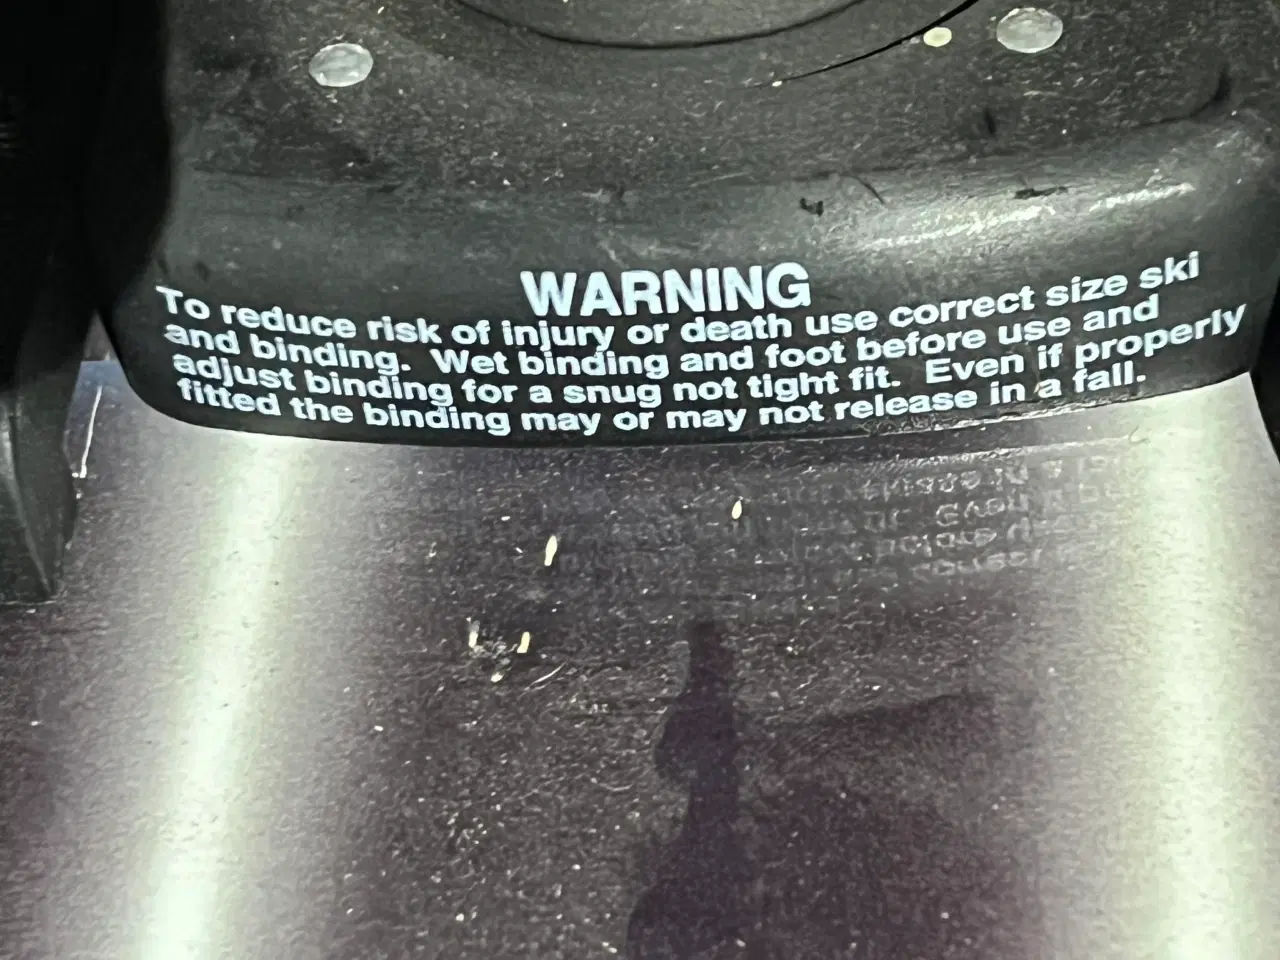 WARNING
To reduce risk of injury or death use correct size ski
and binding. Wet binding and foot before use and
adjust binding for a snug not tight fit. Even if properly
fitted the binding may or may not release in a fall.